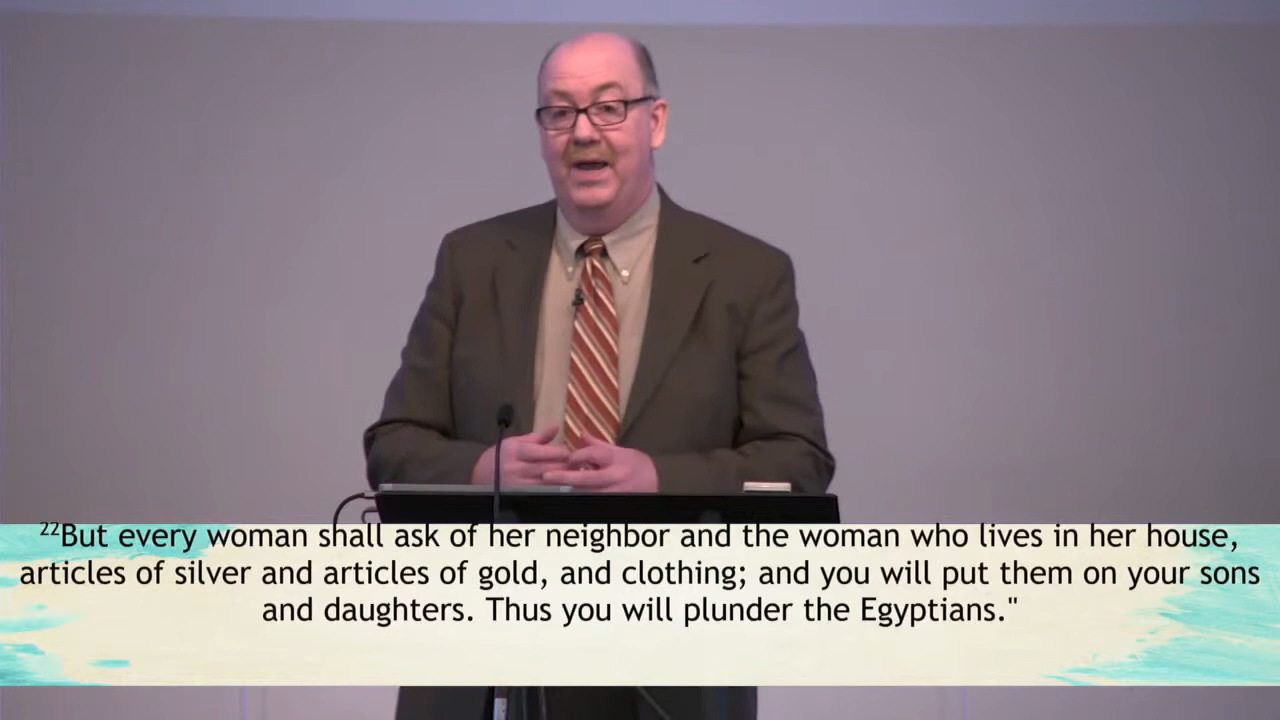 ²²But every woman shall ask of her neighbor and the woman who lives in her house,
articles of silver and articles of gold, and clothing; and you will put them on your sons
and daughters. Thus you will plunder the Egyptians."